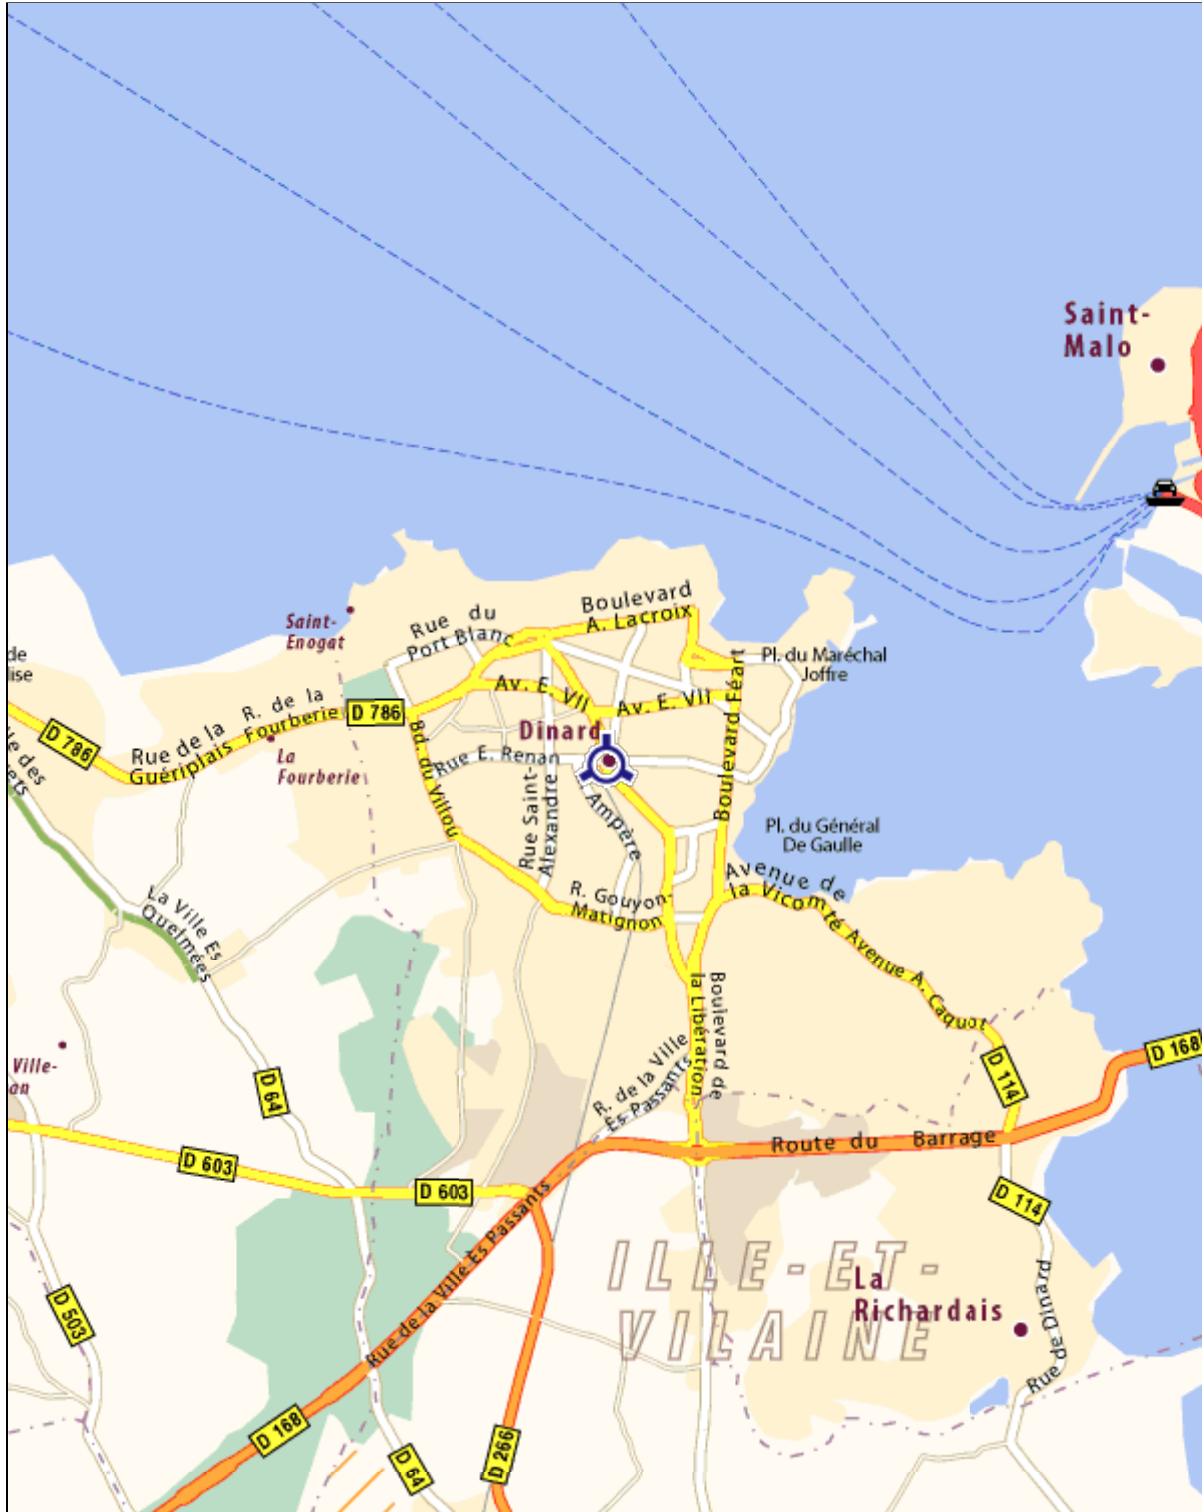 Saint-
Malo
Saint-
Enogat
Rue du
Port Blanc
Boulevard
A. Lacroix
Pl. du Maréchal
Joffre
de
lise
D 786
Rue de la
Guériplais
R. de la
Fourberie
D 786
La
Fourberie
Av. E. VII
Av. E. VII
Boulevard Féart
Dinard
Bd. du Villou
Rue E. Renan
Rue Saint-
Alexandre
Ampère
Pl. du Général
De Gaulle
R. Gouyon-
Matignon
Avenue de
la Vicomté
Avenue A. Caquot
La Ville Es
Quelmées
Boulevard de
la Libération
R. de la Ville
Es Passants
Ville-
an
D 64
D 114
D 168
Route du Barrage
D 603
D 603
D 114
Rue de la Ville Es Passants
ILLE-ET-
VILAINE
La
Richardais
Rue de Dinard
D 503
D 168
D 64
D 266